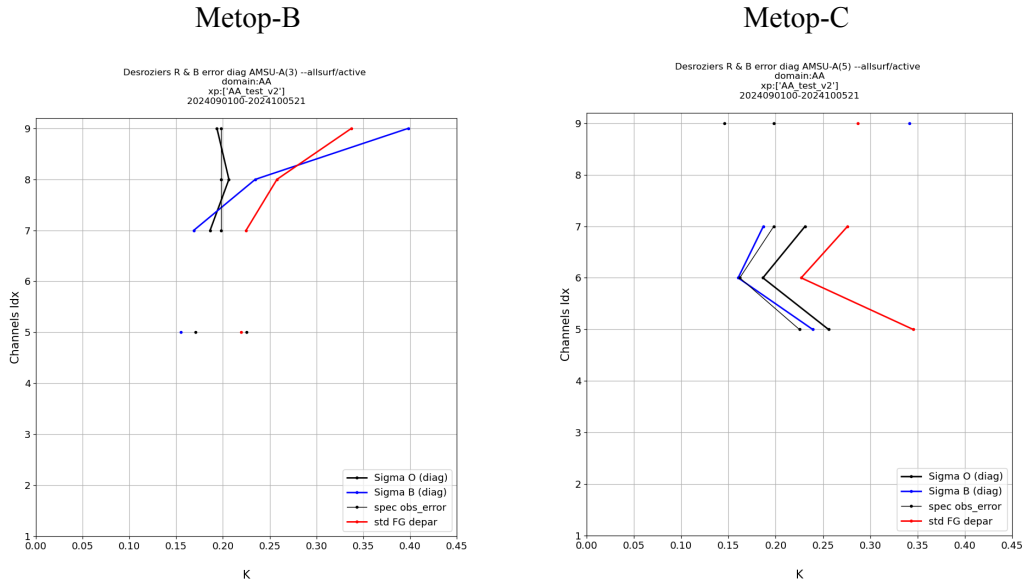 Metop-B
Desroziers R & B error diag AMSU-A(3) --allsurf/active
domain:AA
xp:['AA_test_v2']
2024090100-2024100521
9
8
7
6
5
4
3
2
1
Channels Idx
0.00 0.05 0.10 0.15 0.20 0.25 0.30 0.35 0.40 0.45
K
Sigma O (diag)
Sigma B (diag)
spec obs_error
std FG depar
Metop-C
Desroziers R & B error diag AMSU-A(5) --allsurf/active
domain:AA
xp:['AA_test_v2']
2024090100-2024100521
9
8
7
6
5
4
3
2
1
Channels Idx
0.00 0.05 0.10 0.15 0.20 0.25 0.30 0.35 0.40 0.45
K
Sigma O (diag)
Sigma B (diag)
spec obs_error
std FG depar